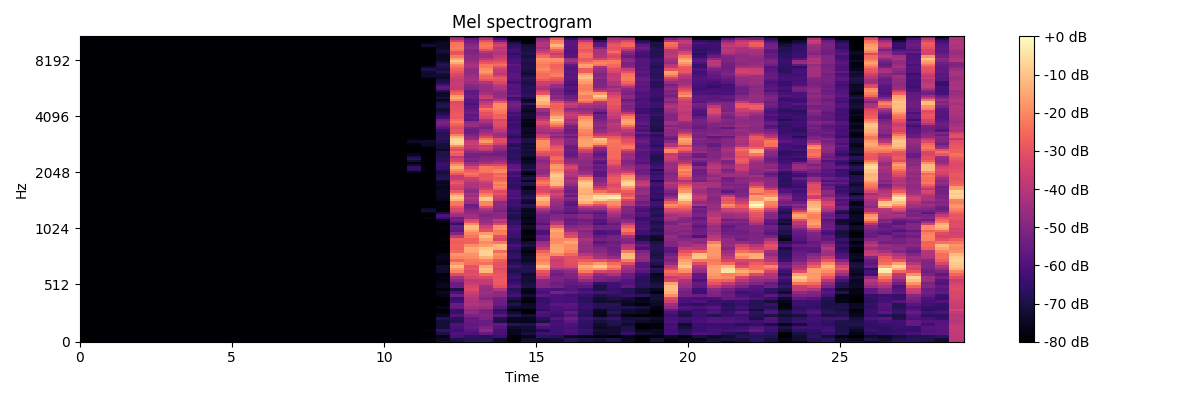 Mel spectrogram
8192
4096
2048
1024
512
0
Hz
0 5 10 15 20 25
Time
+0 dB
-10 dB
-20 dB
-30 dB
-40 dB
-50 dB
-60 dB
-70 dB
-80 dB